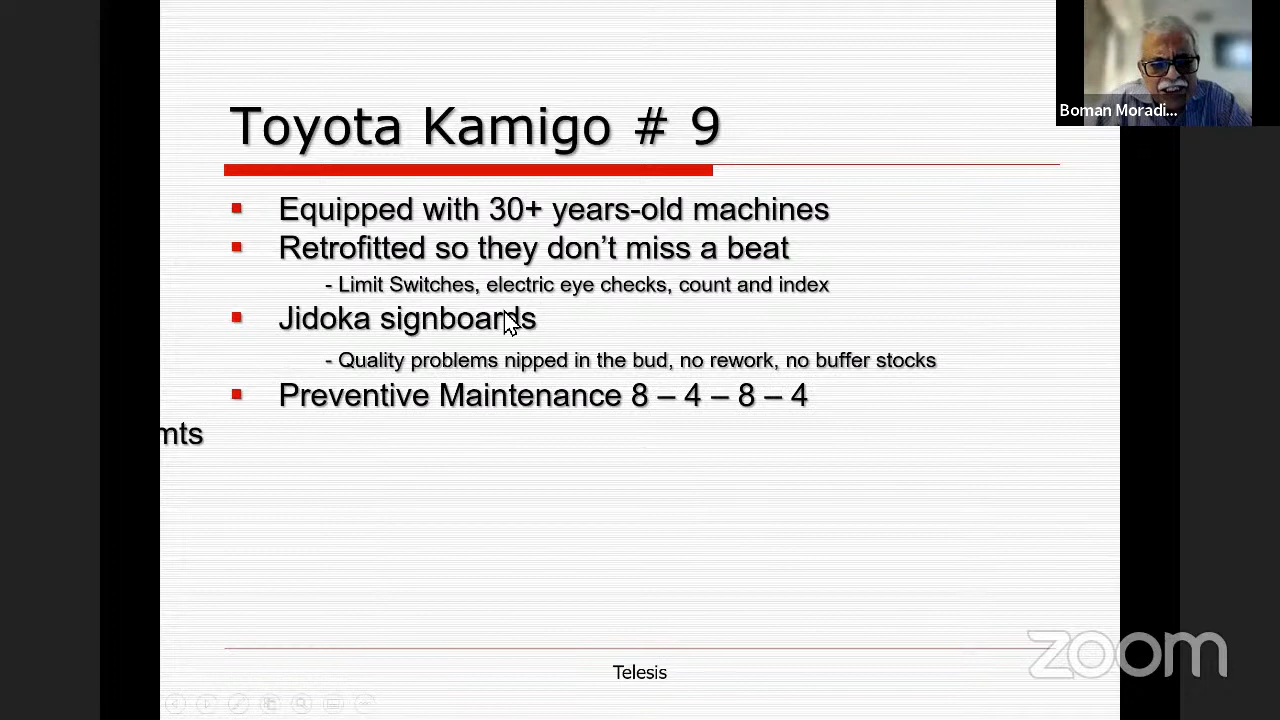 Toyota Kamigo # 9
Boman Moradi...
Equipped with 30+ years-old machines
Retrofitted so they don’t miss a beat
- Limit Switches, electric eye checks, count and index
Jidoka signboards
- Quality problems nipped in the bud, no rework, no buffer stocks
Preventive Maintenance 8 – 4 – 8 – 4
mts
zoom
Telesis